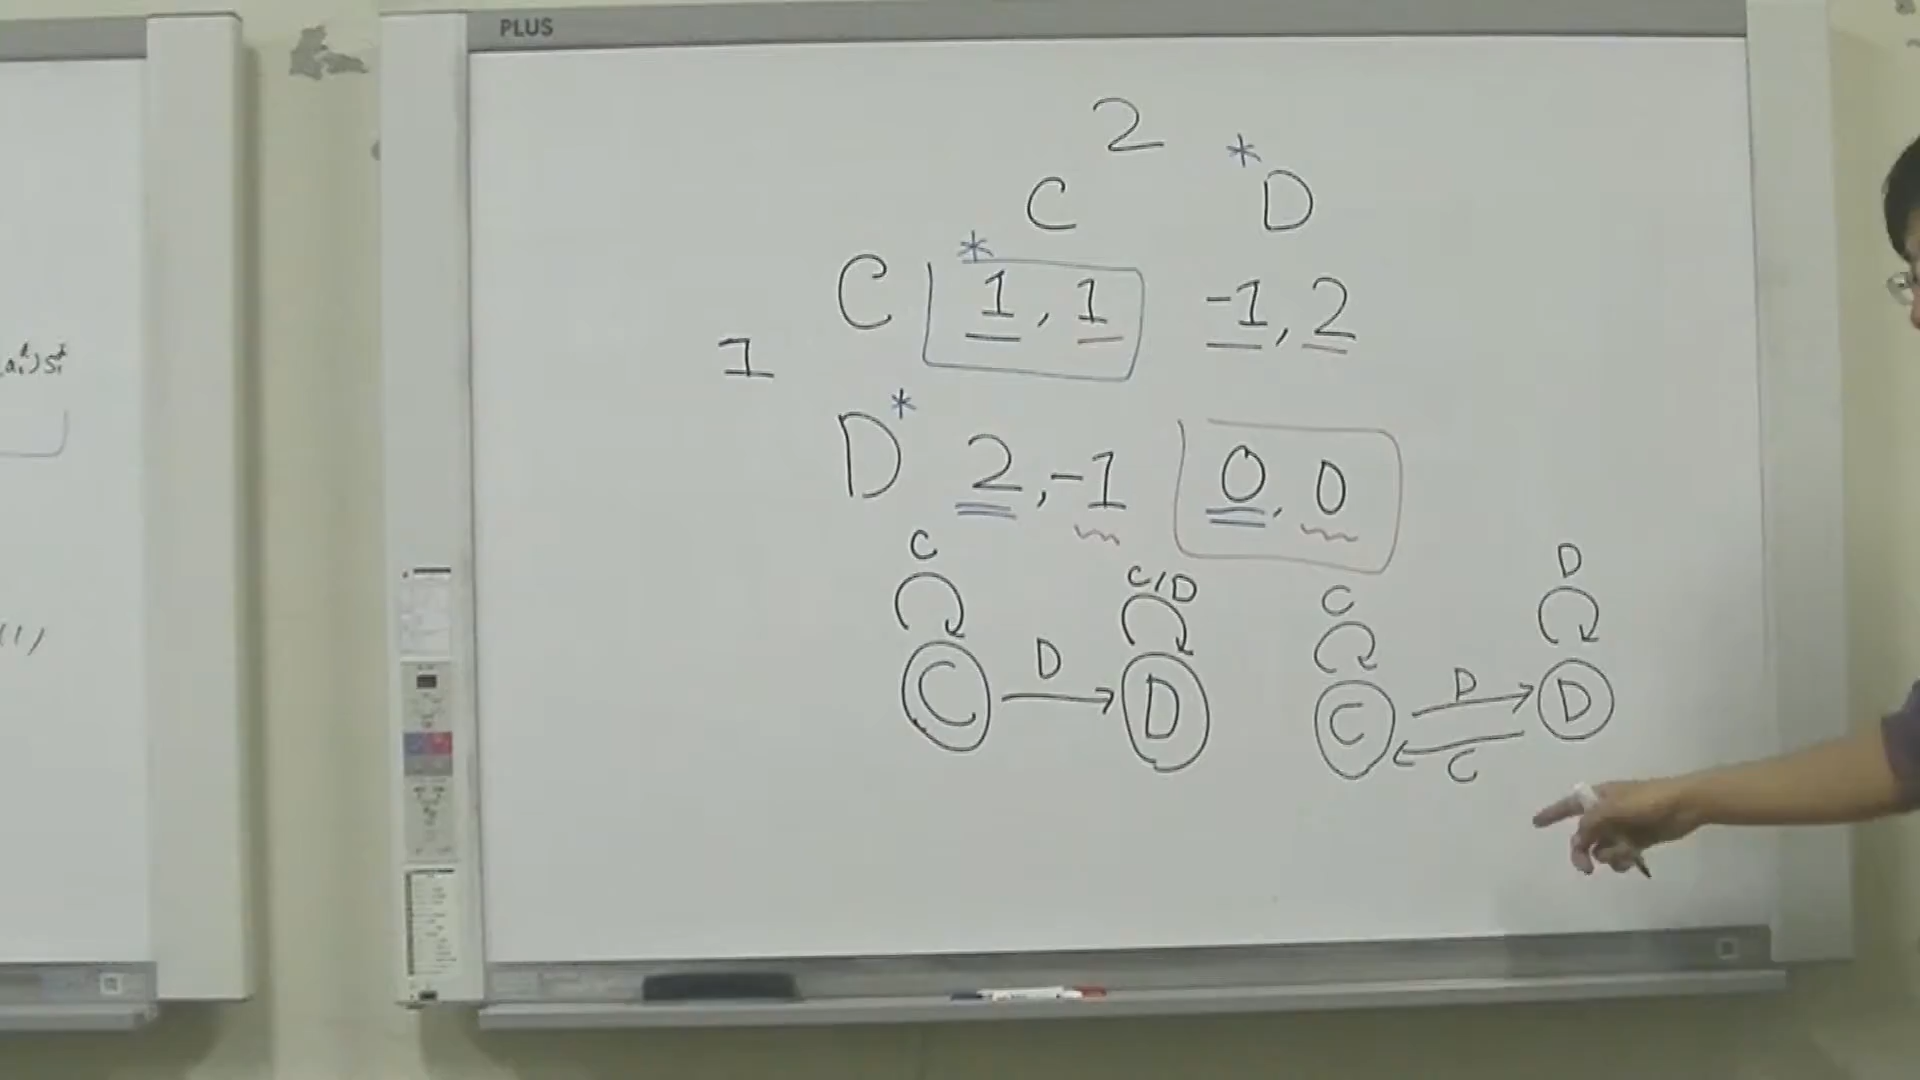 PLUS
2
C *D
C *1, 1 -1, 2
1
D* 2, -1 0, 0
C C/D C D
D D
C D C D
C